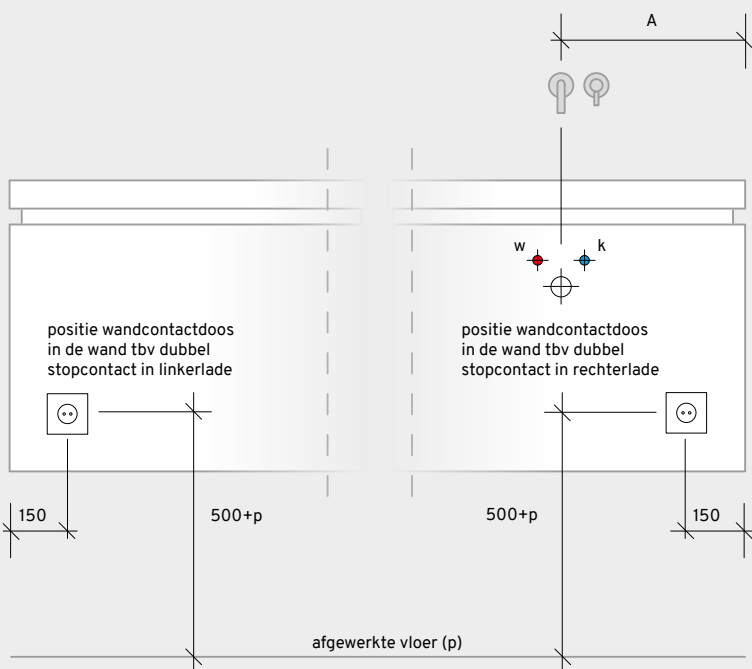 A
w
k
positie wandcontactdoos
in de wand tbv dubbel
stopcontact in linkerlade
positie wandcontactdoos
in de wand tbv dubbel
stopcontact in rechterlade
150
500+p
500+p
150
afgewerkte vloer (p)